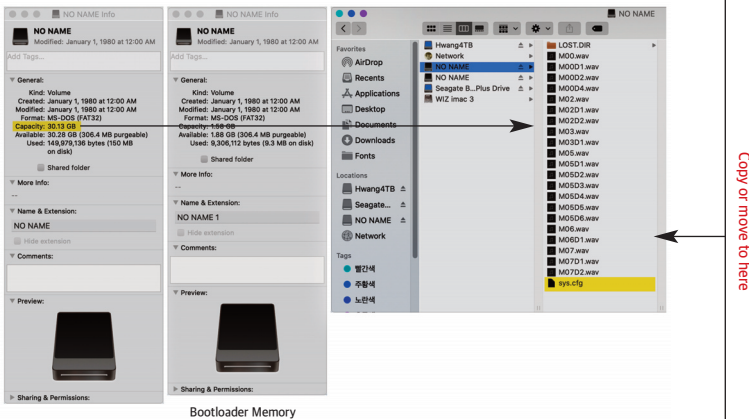 NO NAME Info
NO NAME
Modified: January 1, 1980 at 12:00 AM
Add Tags...
General:
Kind: Volume
Created: January 1, 1980 at 12:00 AM
Modified: January 1, 1980 at 12:00 AM
Format: MS-DOS (FAT32)
Capacity: 30.13 GB
Available: 30.28 GB (306.4 MB purgeable)
Used: 149,979,136 bytes (150 MB
on disk)
Shared folder
More Info:
--
Name & Extension:
NO NAME
Hide extension
Comments:
Preview:
Sharing & Permissions:
NO NAME Info
NO NAME
Modified: January 1, 1980 at 12:00 AM
Add Tags...
General:
Kind: Volume
Created: January 1, 1980 at 12:00 AM
Modified: January 1, 1980 at 12:00 AM
Format: MS-DOS (FAT32)
Capacity: 1.58 GB
Available: 1.88 GB (306.4 MB purgeable)
Used: 9,306,112 bytes (9.3 MB on disk)
Shared folder
More Info:
--
Name & Extension:
NO NAME 1
Hide extension
Comments:
Preview:
Sharing & Permissions:
Bootloader Memory
NO NAME
Favorites
AirDrop
Recents
Applications
Desktop
Documents
Downloads
Fonts
Locations
Hwang4TB
Seagate...
NO NAME
Network
Tags
빨간색
주황색
노란색
Hwang4TB
Network
NO NAME
NO NAME
Seagate B...Plus Drive
WIZ imac 3
LOST.DIR
M00.wav
M00D1.wav
M00D2.wav
M00D4.wav
M02.wav
M02D1.wav
M02D2.wav
M03.wav
M03D1.wav
M05.wav
M05D1.wav
M05D2.wav
M05D3.wav
M05D4.wav
M05D5.wav
M05D6.wav
M06.wav
M06D1.wav
M07.wav
M07D1.wav
M07D2.wav
sys.cfg
Copy or move to here